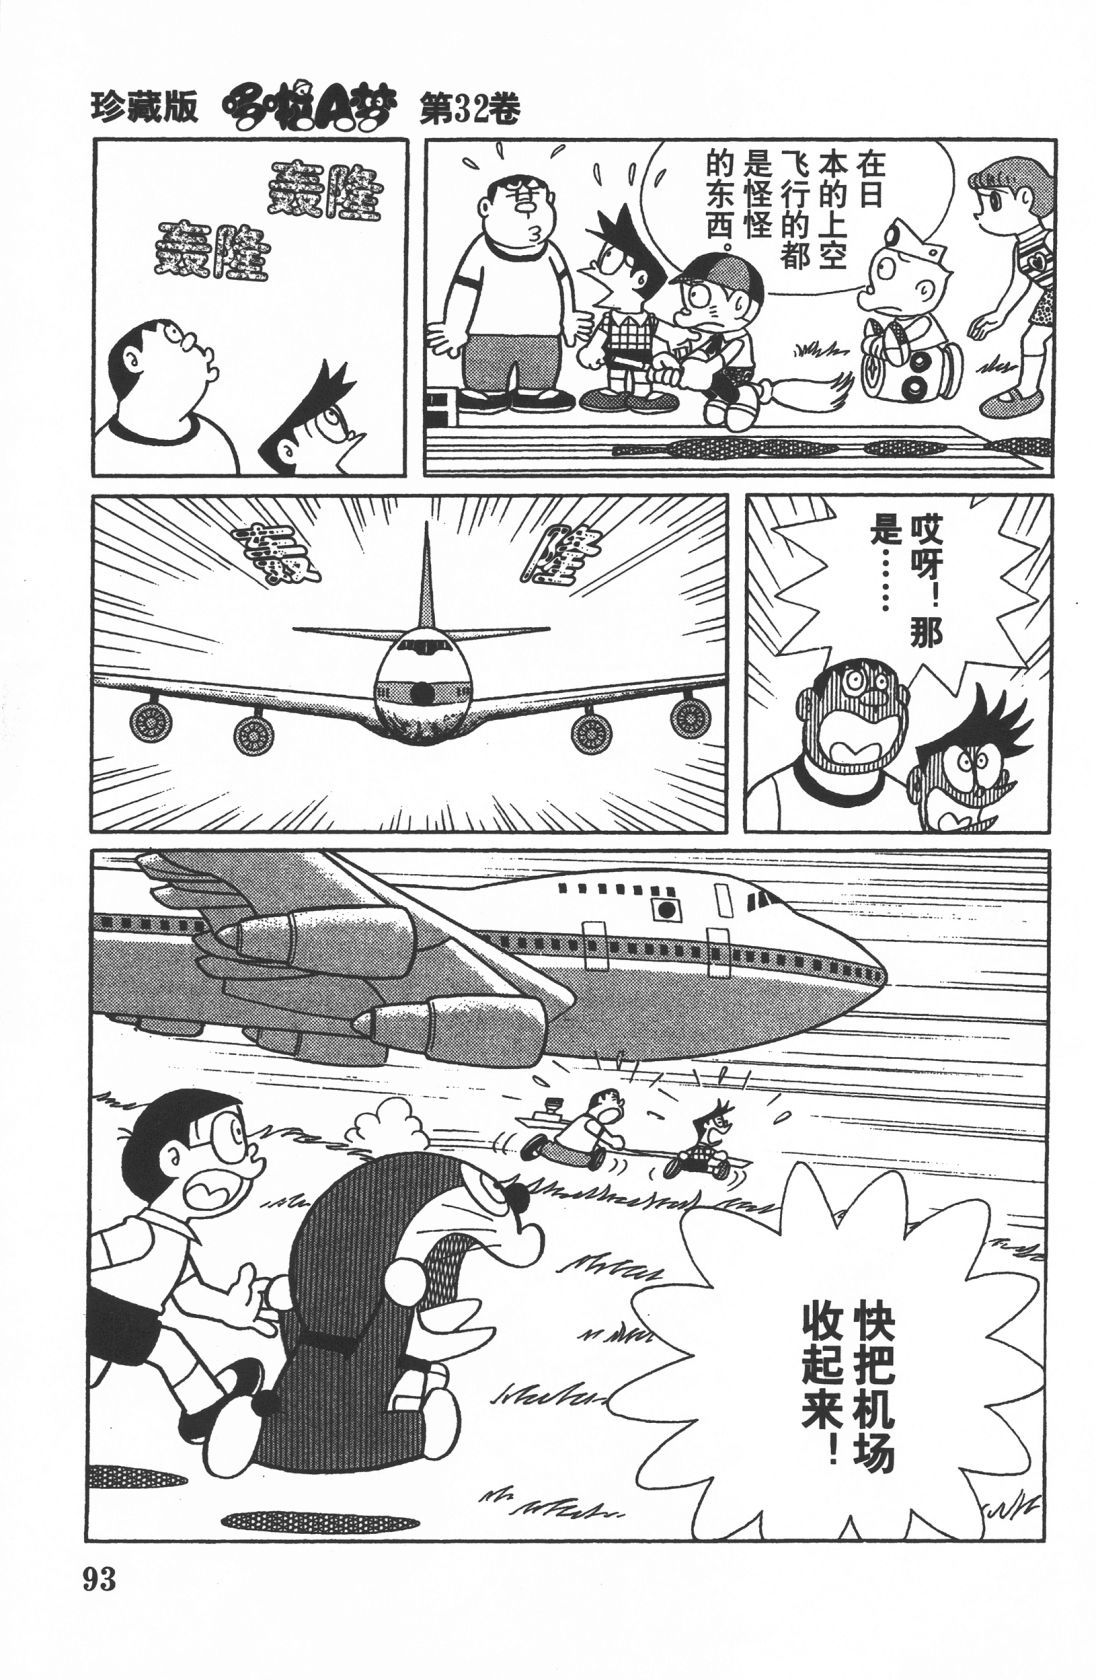 珍藏版 哆啦A梦 第32卷
在日
本的上空
飞行的都
是怪怪
的东西。
轰隆
轰隆
哎呀！那
是……
轰
隆
快把机场
收起来！
93